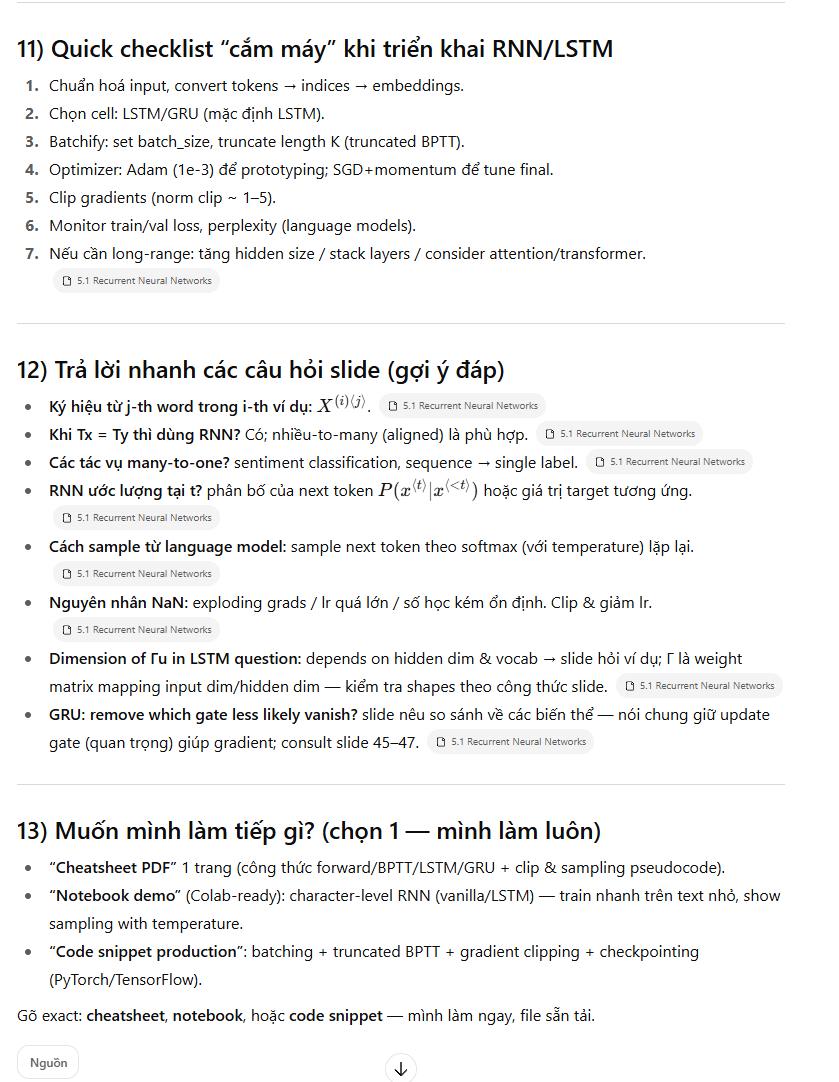 11) Quick checklist “cắm máy” khi triển khai RNN/LSTM
1. Chuẩn hoá input, convert tokens → indices → embeddings.
2. Chọn cell: LSTM/GRU (mặc định LSTM).
3. Batchify: set batch_size, truncate length K (truncated BPTT).
4. Optimizer: Adam (1e-3) để prototyping; SGD+momentum để tune final.
5. Clip gradients (norm clip ~ 1–5).
6. Monitor train/val loss, perplexity (language models).
7. Nếu cần long-range: tăng hidden size / stack layers / consider attention/transformer.
5.1 Recurrent Neural Networks
12) Trả lời nhanh các câu hỏi slide (gợi ý đáp)
• Ký hiệu từ j-th word trong i-th ví dụ: X^{(i)⟨j⟩}. 5.1 Recurrent Neural Networks
• Khi Tx = Ty thì dùng RNN? Có; nhiều-to-many (aligned) là phù hợp. 5.1 Recurrent Neural Networks
• Các tác vụ many-to-one? sentiment classification, sequence → single label. 5.1 Recurrent Neural Networks
• RNN ước lượng tại t? phân bố của next token P(x^{⟨t⟩}|x^{⟨<t⟩}) hoặc giá trị target tương ứng.
5.1 Recurrent Neural Networks
• Cách sample từ language model: sample next token theo softmax (với temperature) lặp lại.
5.1 Recurrent Neural Networks
• Nguyên nhân NaN: exploding grads / lr quá lớn / số học kém ổn định. Clip & giảm lr.
5.1 Recurrent Neural Networks
• Dimension of Γu in LSTM question: depends on hidden dim & vocab → slide hỏi ví dụ; Γ là weight
matrix mapping input dim/hidden dim — kiểm tra shapes theo công thức slide. 5.1 Recurrent Neural Networks
• GRU: remove which gate less likely vanish? slide nêu so sánh về các biến thể — nói chung giữ update
gate (quan trọng) giúp gradient; consult slide 45–47. 5.1 Recurrent Neural Networks
13) Muốn mình làm tiếp gì? (chọn 1 — mình làm luôn)
• “Cheatsheet PDF” 1 trang (công thức forward/BPTT/LSTM/GRU + clip & sampling pseudocode).
• “Notebook demo” (Colab-ready): character-level RNN (vanilla/LSTM) — train nhanh trên text nhỏ, show
sampling with temperature.
• “Code snippet production”: batching + truncated BPTT + gradient clipping + checkpointing
(PyTorch/TensorFlow).
Gõ exact: cheatsheet, notebook, hoặc code snippet — mình làm ngay, file sẵn tải.
Nguồn